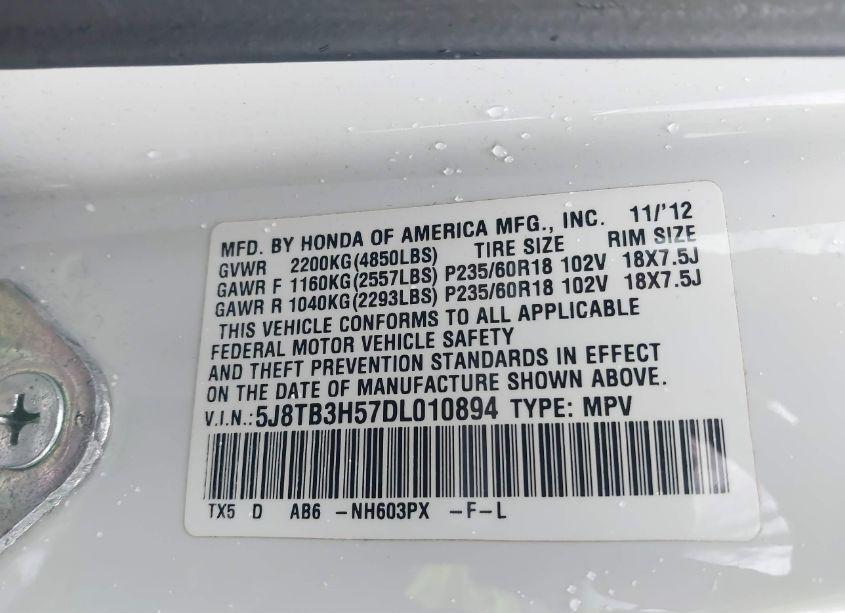 MFD. BY HONDA OF AMERICA MFG., INC. 11/'12
GVWR 2200KG(4850LBS) TIRE SIZE RIM SIZE
GAWR F 1160KG(2557LBS) P235/60R18 102V 18X7.5J
GAWR R 1040KG(2293LBS) P235/60R18 102V 18X7.5J
THIS VEHICLE CONFORMS TO ALL APPLICABLE
FEDERAL MOTOR VEHICLE SAFETY
AND THEFT PREVENTION STANDARDS IN EFFECT
ON THE DATE OF MANUFACTURE SHOWN ABOVE.
V.I.N.: 5J8TB3H57DL010894 TYPE: MPV
TX5 D AB6 -NH603PX -F-L